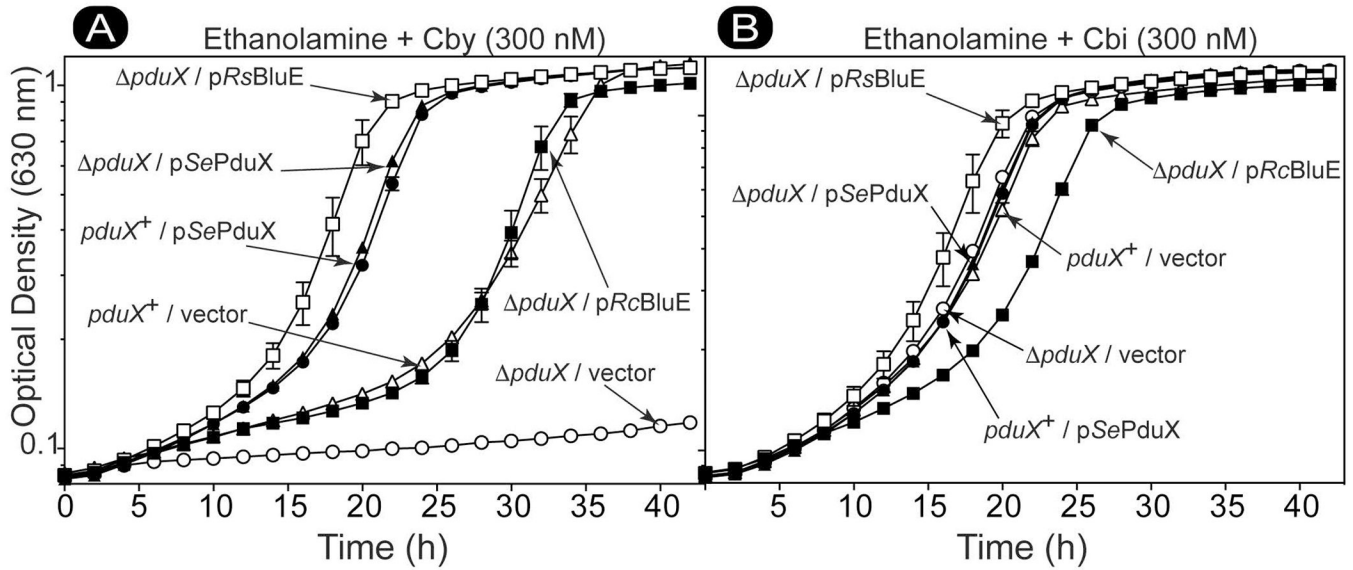 A
Ethanolamine + Cby (300 nM)
Optical Density (630 nm)
1
0.1
ΔpduX / pRsBluE
ΔpduX / pSePduX
pduX+ / pSePduX
pduX+ / vector
ΔpduX / pRcBluE
ΔpduX / vector
0 5 10 15 20 25 30 35 40
Time (h)
B
Ethanolamine + Cbi (300 nM)
ΔpduX / pRsBluE
ΔpduX / pRcBluE
ΔpduX / pSePduX
pduX+ / vector
ΔpduX / vector
pduX+ / pSePduX
5 10 15 20 25 30 35 40
Time (h)